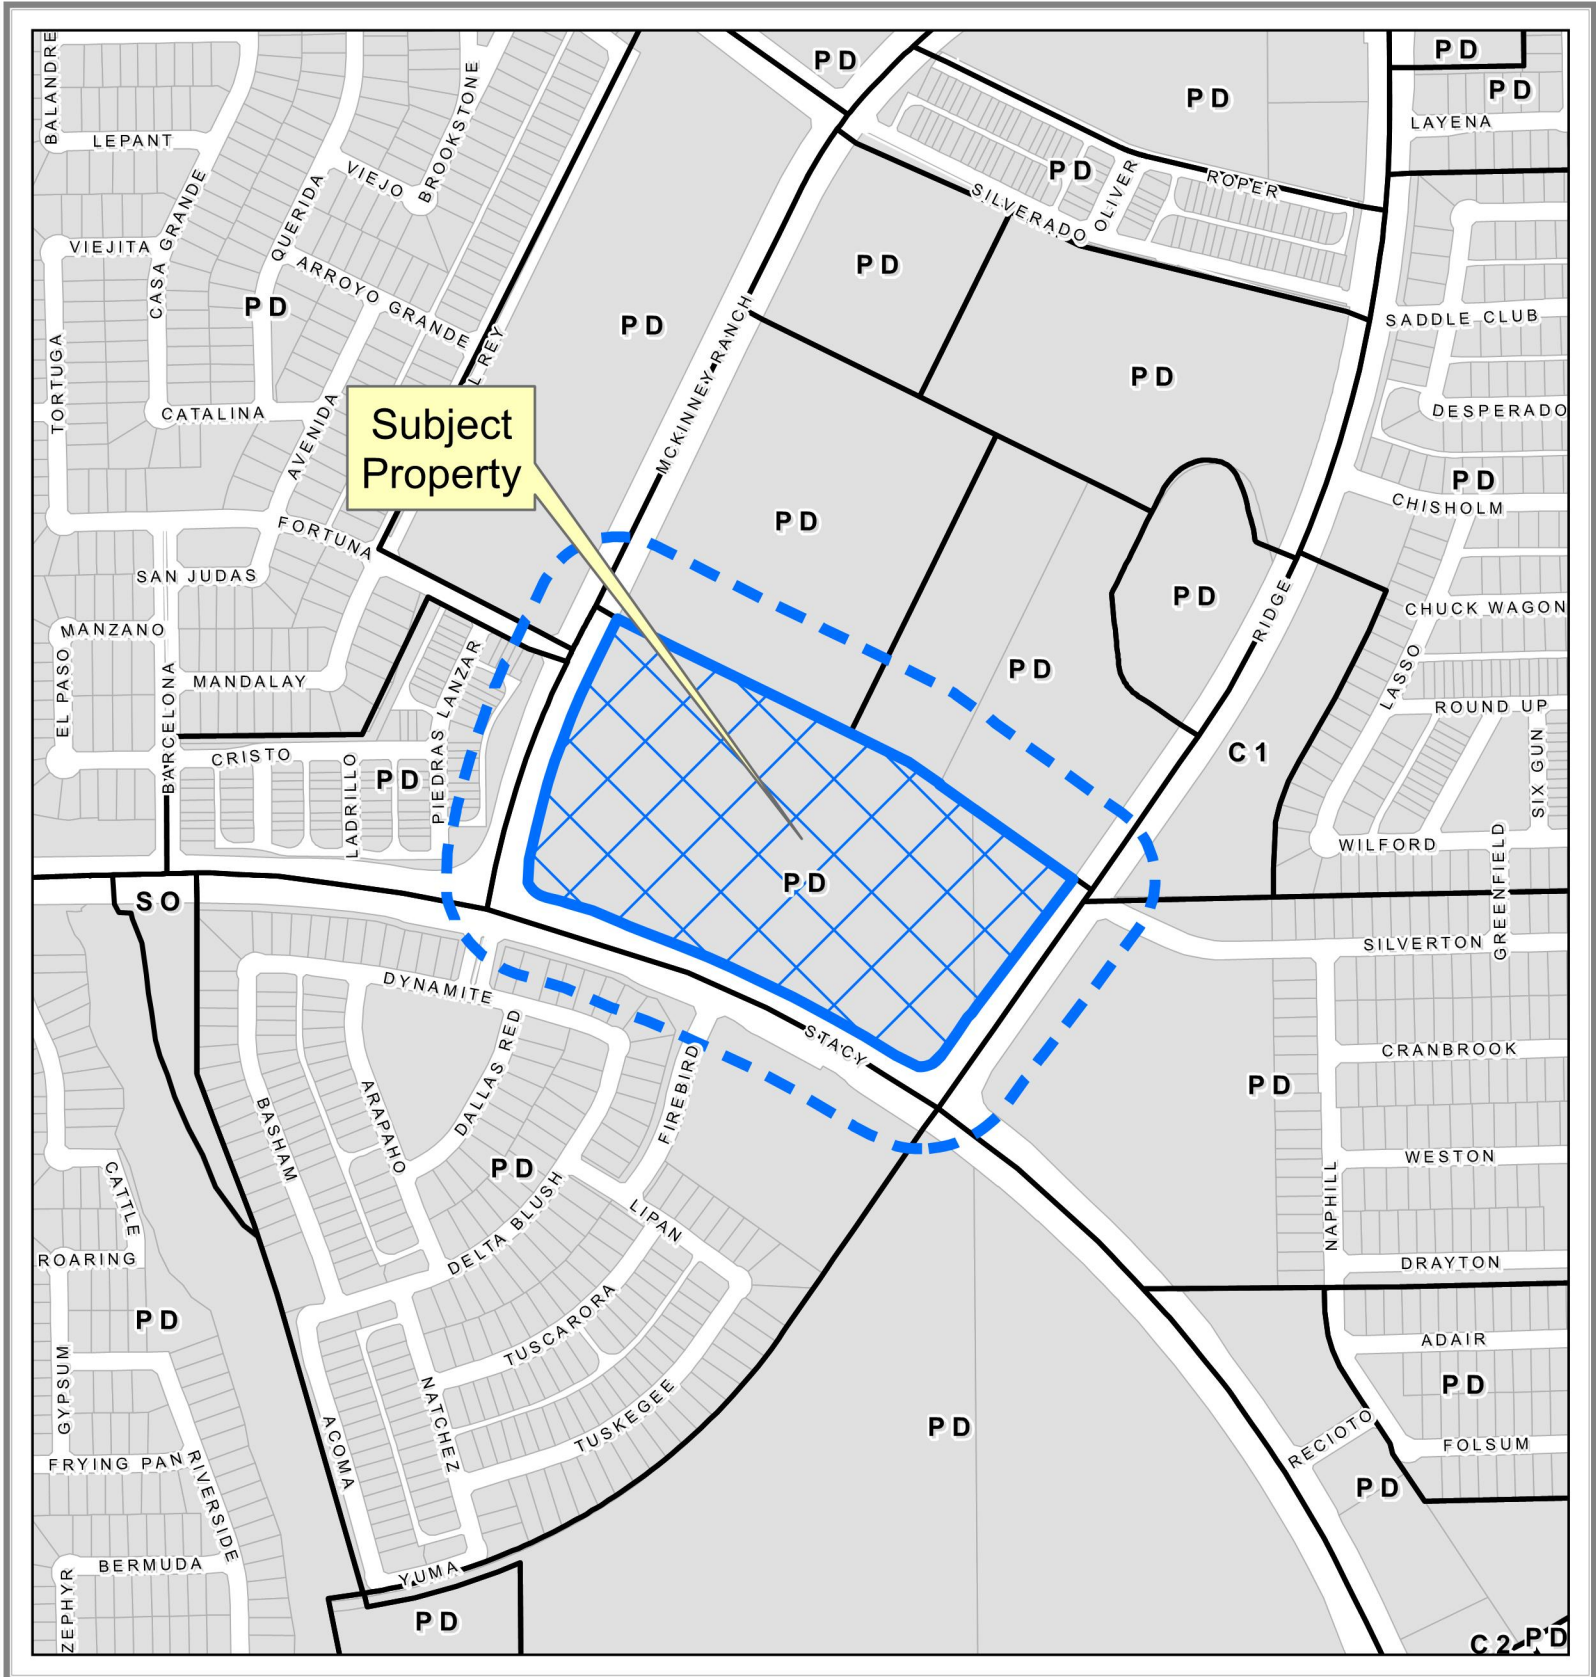 BALANDRE
LEPANT
VIEJO
BROOKSTONE
PD
PD
PD
PD
LAYENA
CASA GRANDE
QUERIDA
VIEJITA
ARROYO GRANDE
PD
PD
SILVERADO
OLIVER
ROPER
PD
PD
SADDLE CLUB
TORTUGA
L REY
MCKINNEY RANCH
PD
DESPERADO
CATALINA
AVENIDA
Subject
Property
PD
PD
CHISHOLM
FORTUNA
SAN JUDAS
PD
RIDGE
CHUCK WAGON
MANZANO
EL PASO
BARCELONA
MANDALAY
PIEDRAS LANZAR
PD
LASSO
ROUND UP
SIX GUN
CRISTO
LADRILLO
PD
C1
WILFORD
GREENFIELD
PD
SO
SILVERTON
DYNAMITE
DALLAS RED
STACY
CRANBROOK
FIREBIRD
PD
BASHAM
ARAPAHO
PD
DELTA BLUSH
WESTON
CATTLE
LIPAN
NAPHILL
ROARING
DRAYTON
PD
TUSCARORA
ADAIR
GYPSUM
NATCHEZ
TUSKEGEE
PD
PD
ACOMA
RECIOTO
FOLSUM
FRYING PAN
RIVERSIDE
PD
BERMUDA
YUMA
ZEPHYR
PD
C2
PD